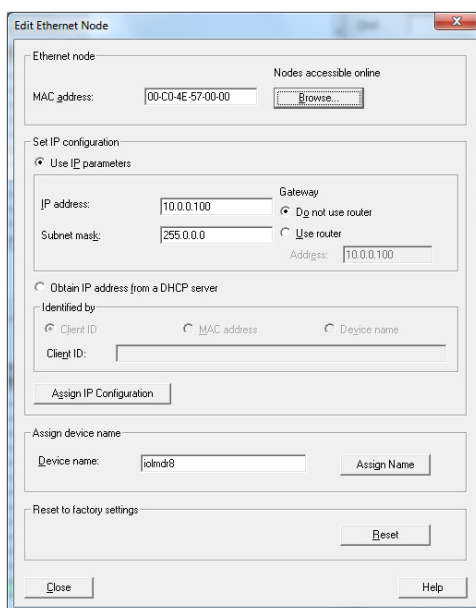 Edit Ethernet Node
Ethernet node
Nodes accessible online
MAC address: 00-C0-4E-57-00-00 Browse...
Set IP configuration
Use IP parameters
Gateway
IP address: 10.0.0.100 Do not use router
Subnet mask: 255.0.0.0 Use router
Address: 10.0.0.100
Obtain IP address from a DHCP server
Identified by
Client ID MAC address Device name
Client ID:
Assign IP Configuration
Assign device name
Device name: iolmdr8 Assign Name
Reset to factory settings
Reset
Close Help